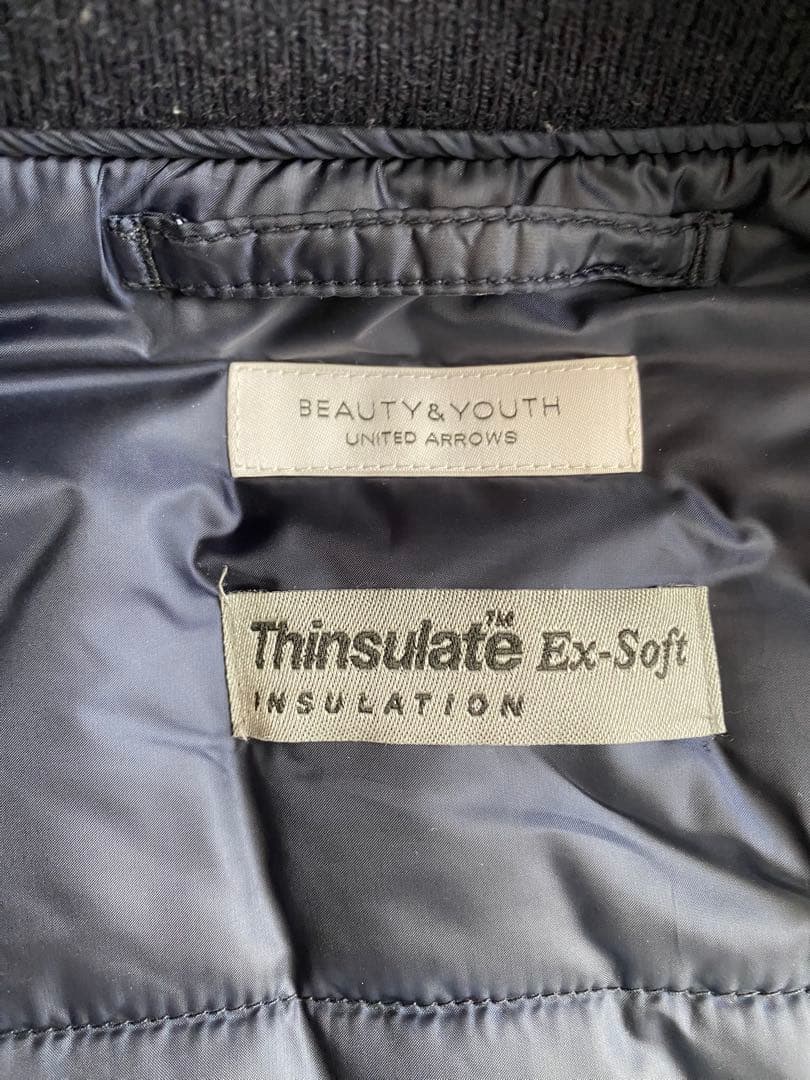 BEAUTY&YOUTH
UNITED ARROWS
Thinsulate™ Ex-Soft
INSULATION